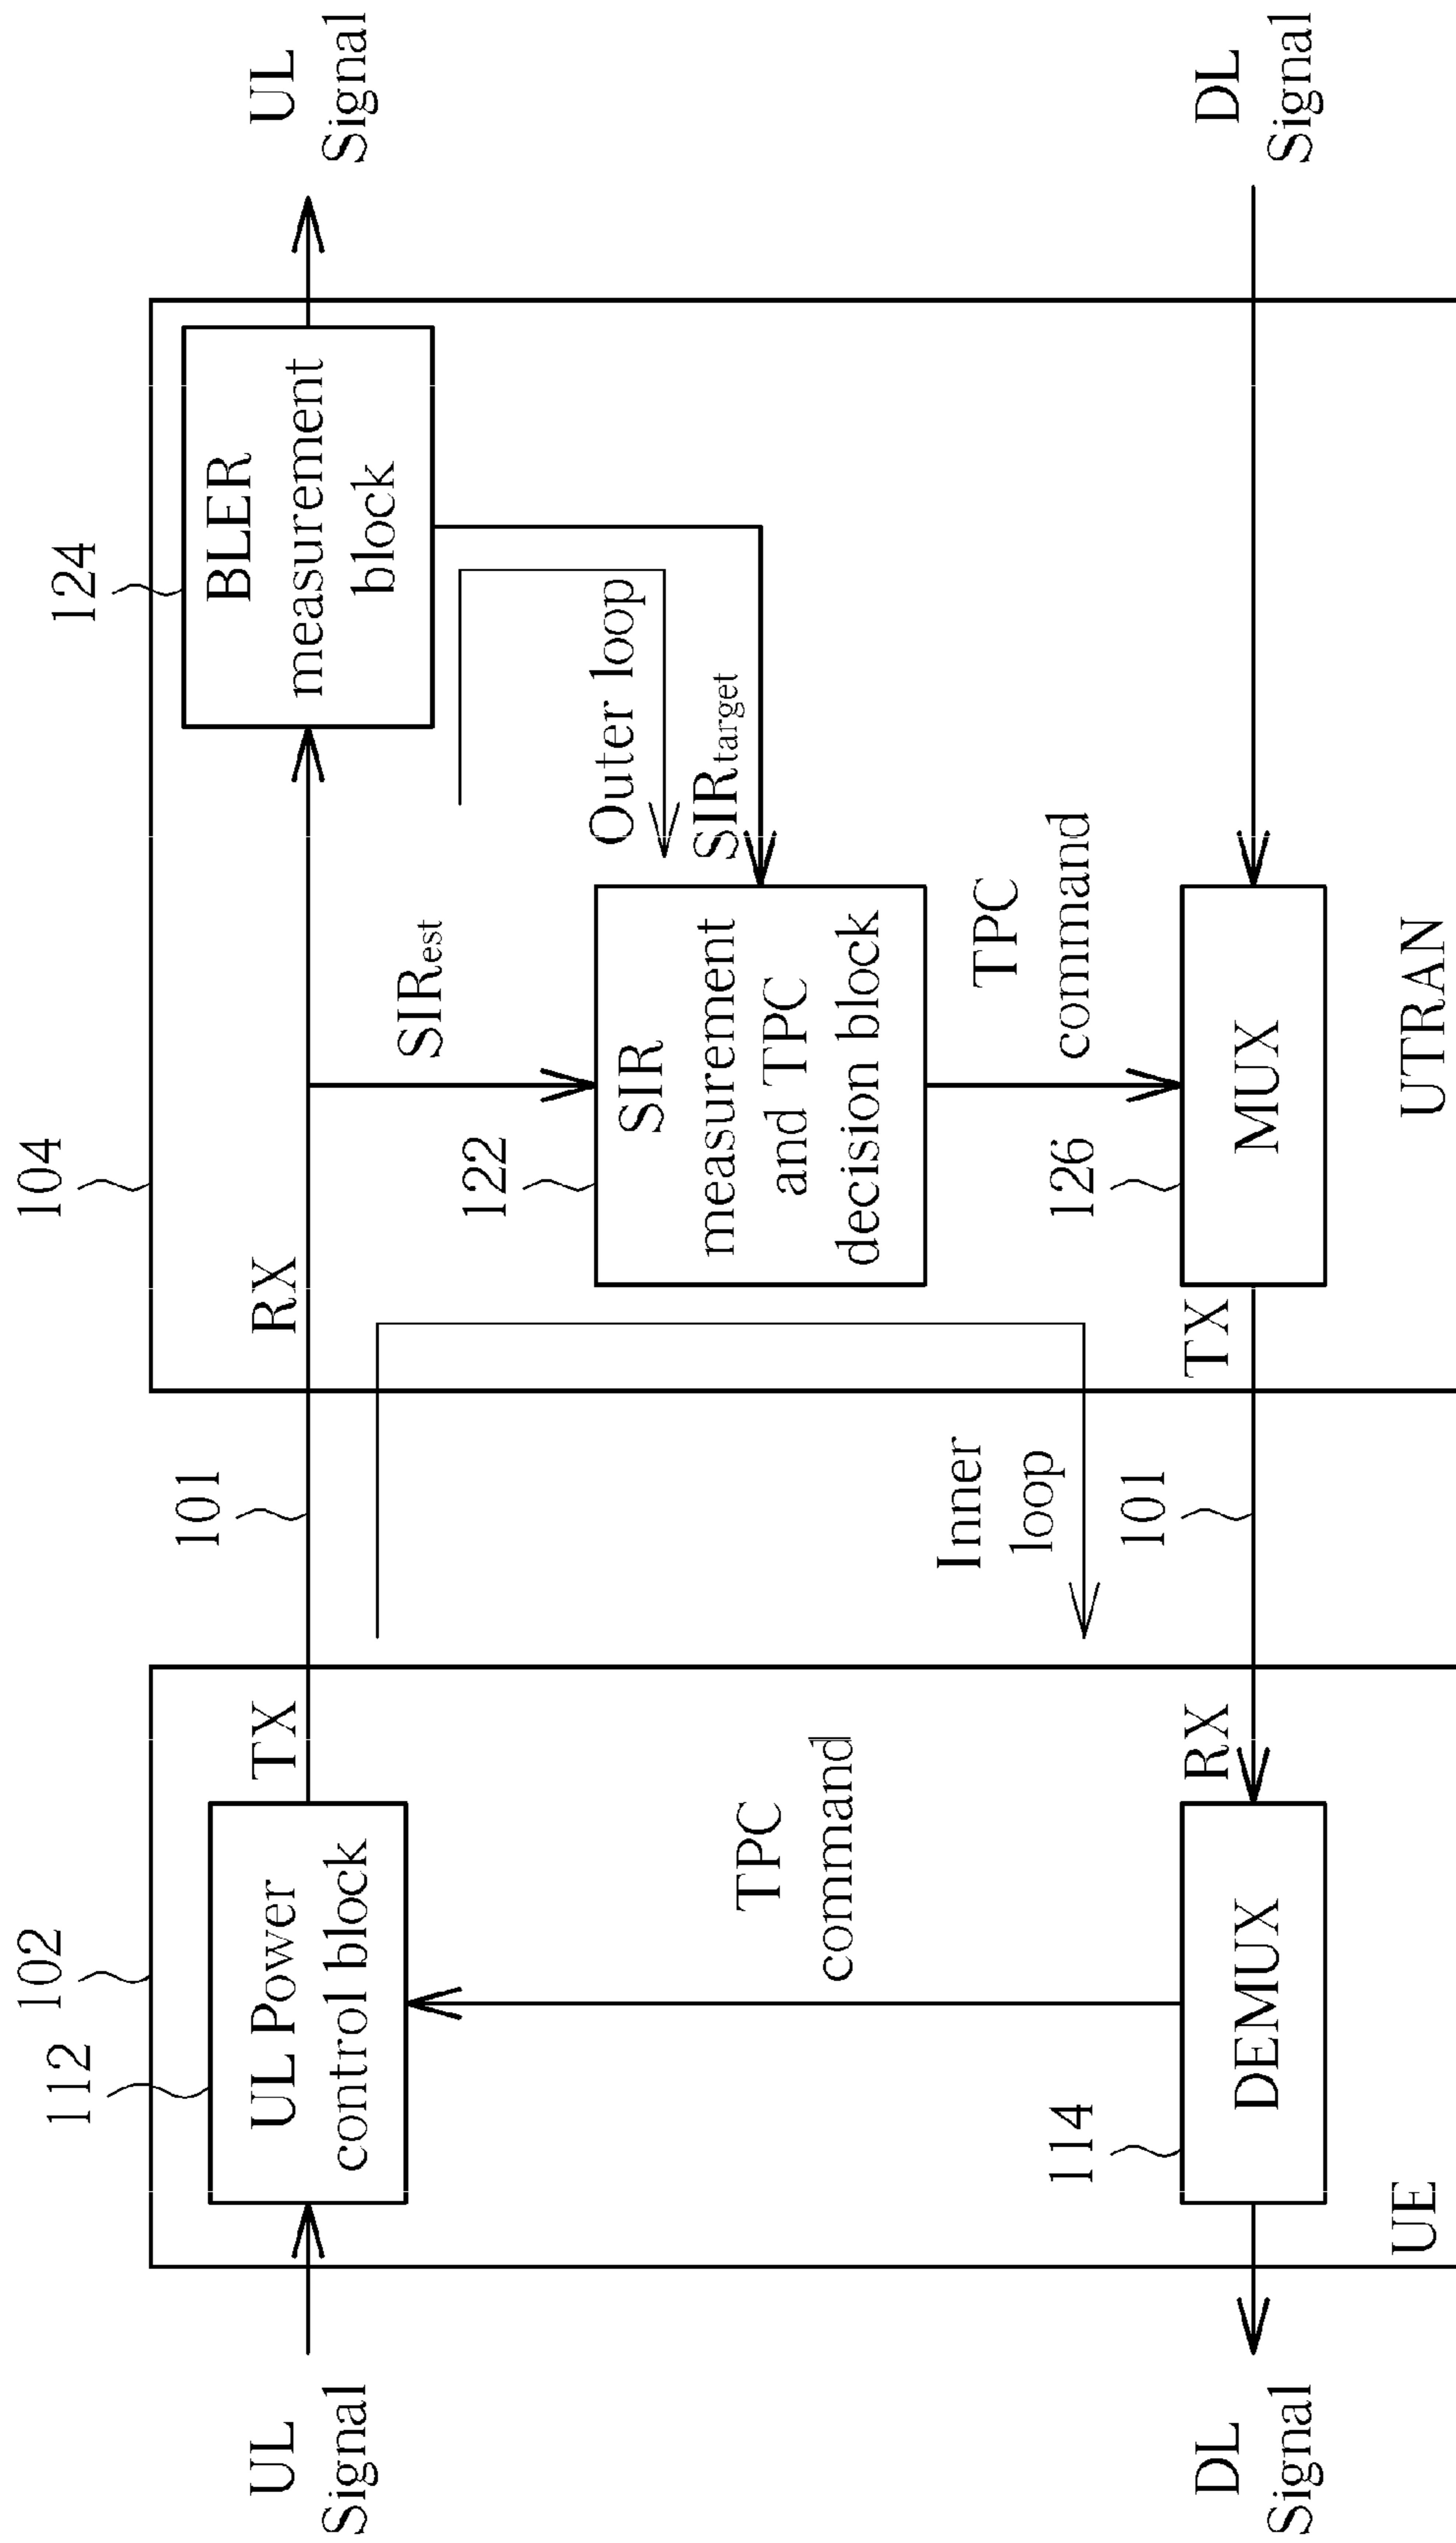 102
104
124
112
101
UL
Signal
UL Power
control block
TX
RX
BLER
measurement
block
UL
Signal
SIRest
Outer loop
SIRtarget
122
SIR
measurement
and TPC
decision block
TPC
command
Inner
loop
TPC
command
114
101
126
DL
Signal
DEMUX
RX
TX
MUX
DL
Signal
UE
UTRAN